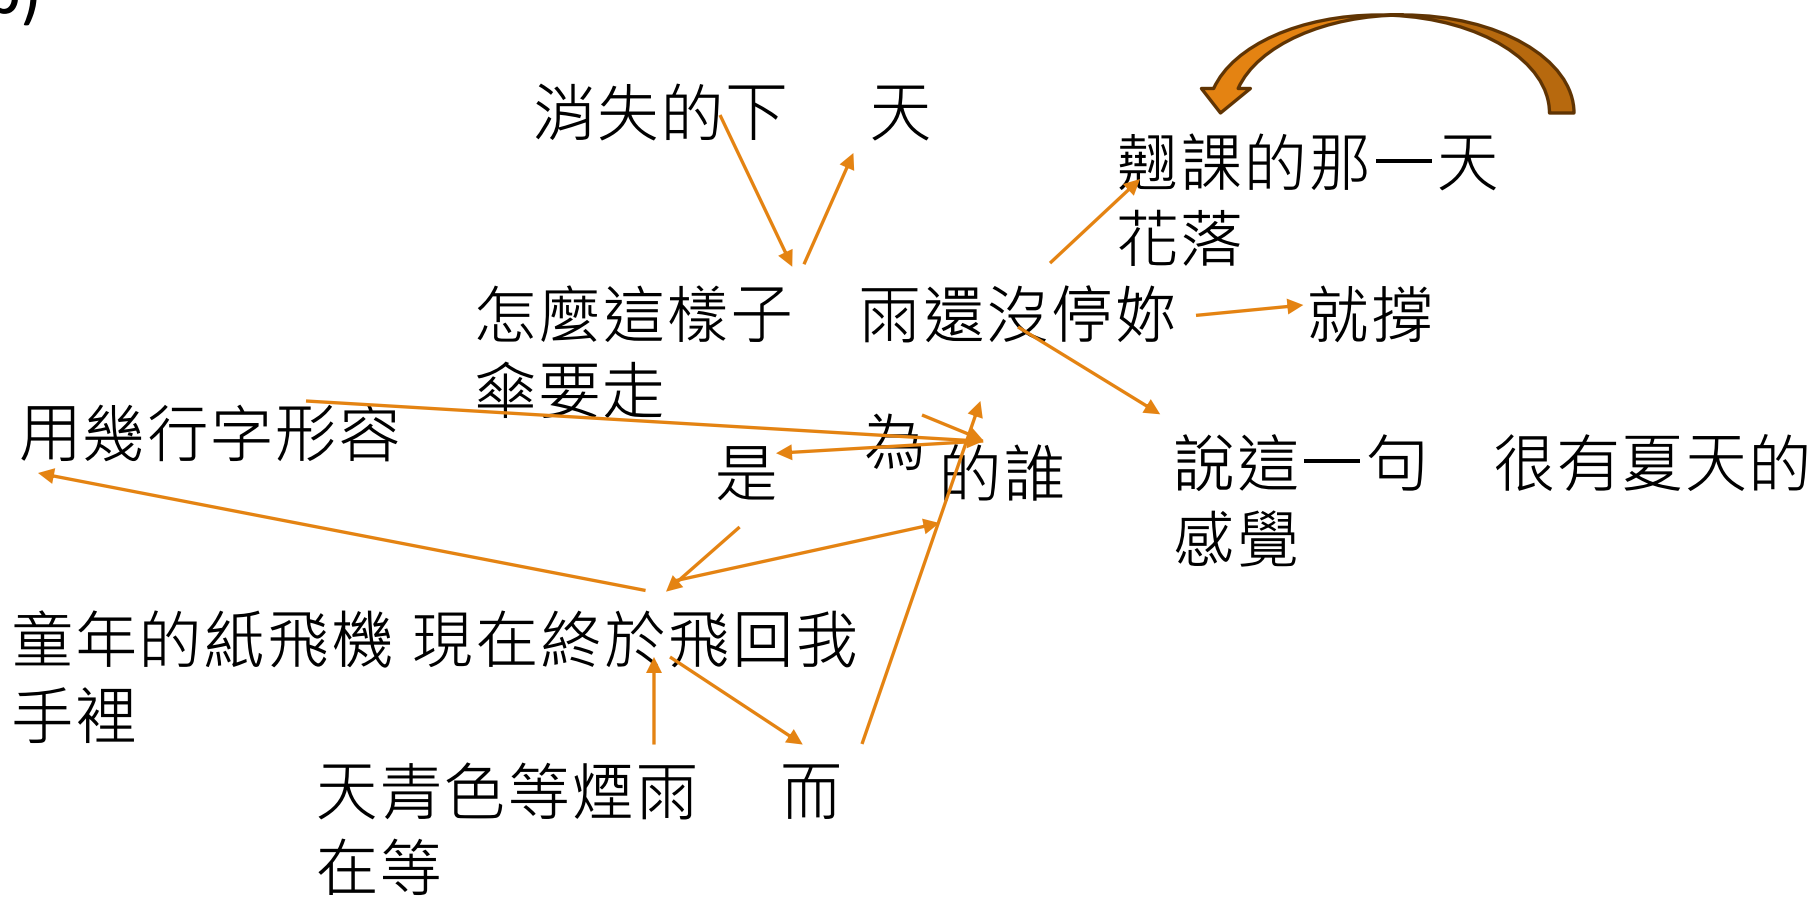 消失的下 天
翹課的那一天
花落
怎麼這樣子 雨還沒停妳 就撐
傘要走
用幾行字形容
是 為 的誰
說這一句 很有夏天的
感覺
童年的紙飛機 現在終於飛回我
手裡
天青色等煙雨 而
在等